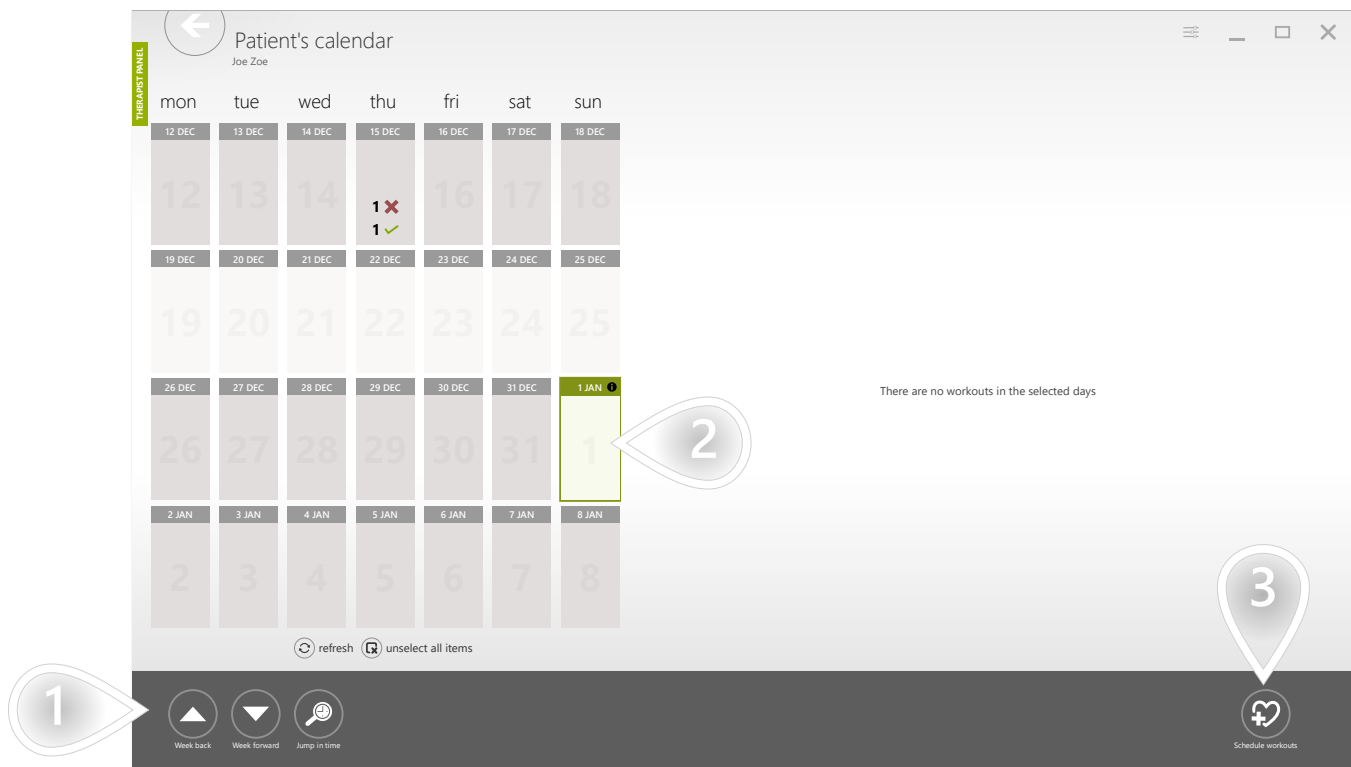 Patient's calendar
Joe Zoe
THERAPIST PANEL
mon tue wed thu fri sat sun
12 DEC 13 DEC 14 DEC 15 DEC 16 DEC 17 DEC 18 DEC
12 13 14 16 17 18
1
1
19 DEC 20 DEC 21 DEC 22 DEC 23 DEC 24 DEC 25 DEC
19 20 21 22 23 24 25
26 DEC 27 DEC 28 DEC 29 DEC 30 DEC 31 DEC 1 JAN
There are no workouts in the selected days
26 27 28 29 30 31 1
2
2 JAN 3 JAN 4 JAN 5 JAN 6 JAN 7 JAN 8 JAN
2 3 4 5 6 7 8
3
refresh unselect all items
1
Week back Week forward Jump in time Schedule workouts